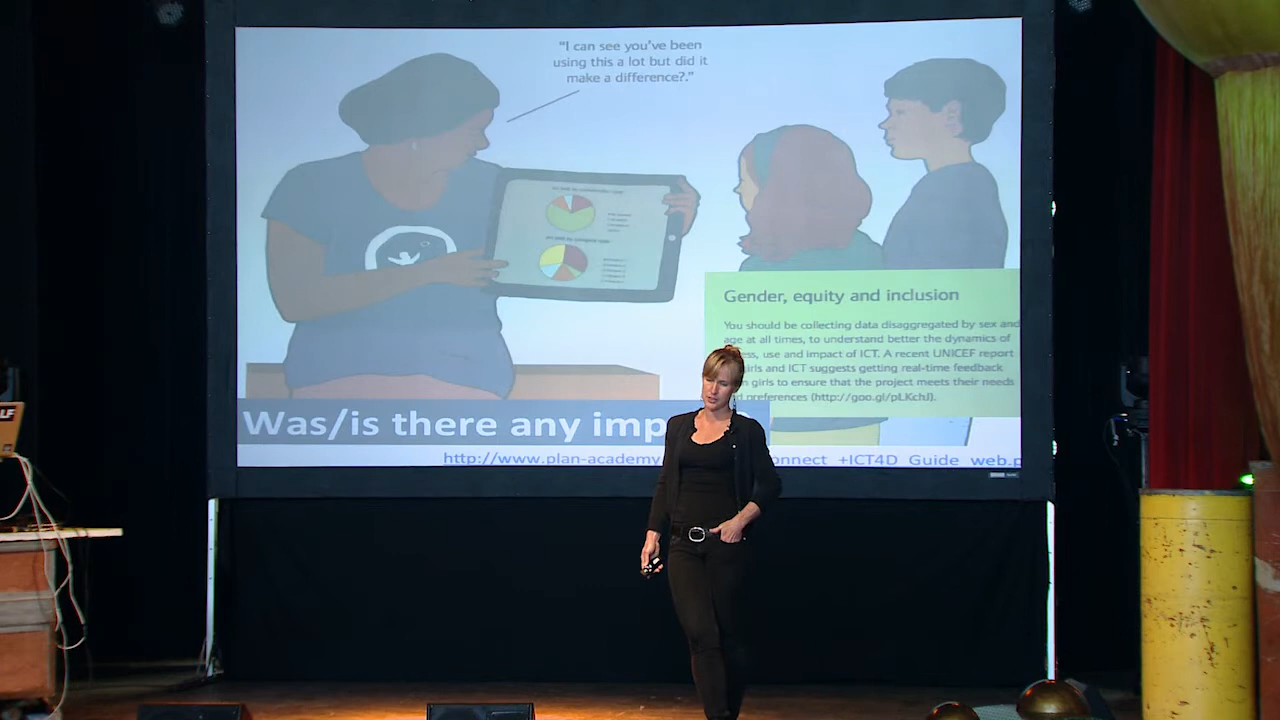 "I can see you've been
using this a lot but did it
make a difference?."
Gender, equity and inclusion
You should be collecting data disaggregated by sex and
age at all times, to understand better the dynamics of
use and impact of ICT. A recent UNICEF report
girls and ICT suggests getting real-time feedback
girls to ensure that the project meets their needs
preferences (http://goo.gl/pLKchJ).
Was/is there any imp
http://www.plan-academy onnect +ICT4D Guide web.p
LF